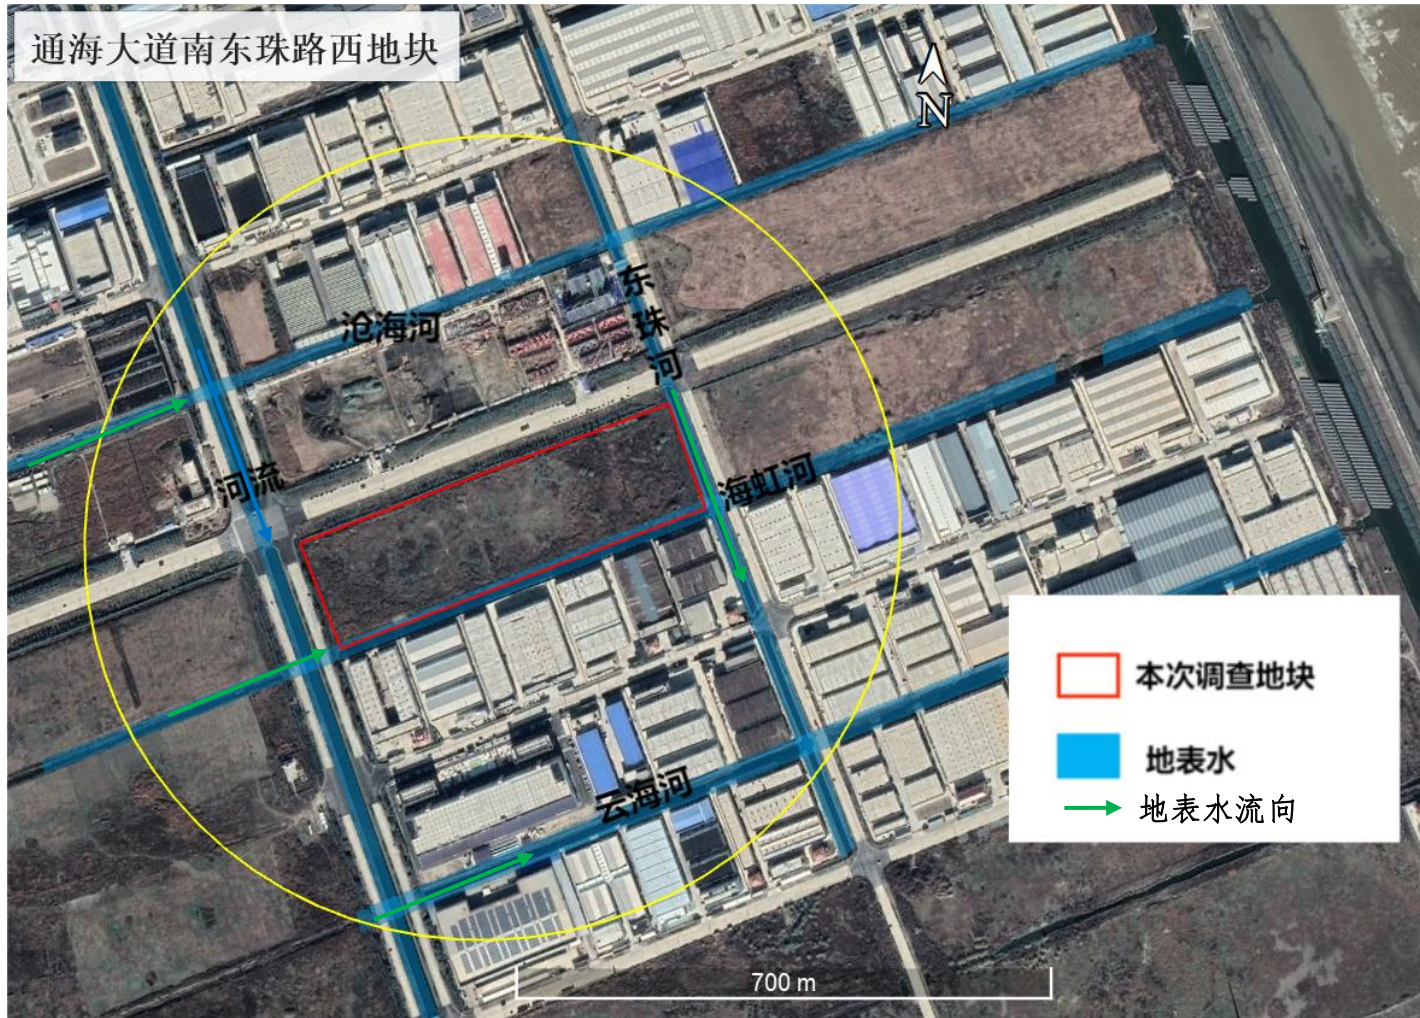 通海大道南东珠路西地块
N
东珠河
沧海河
河流
海虹河
云海河
本次调查地块
地表水
地表水流向
700 m